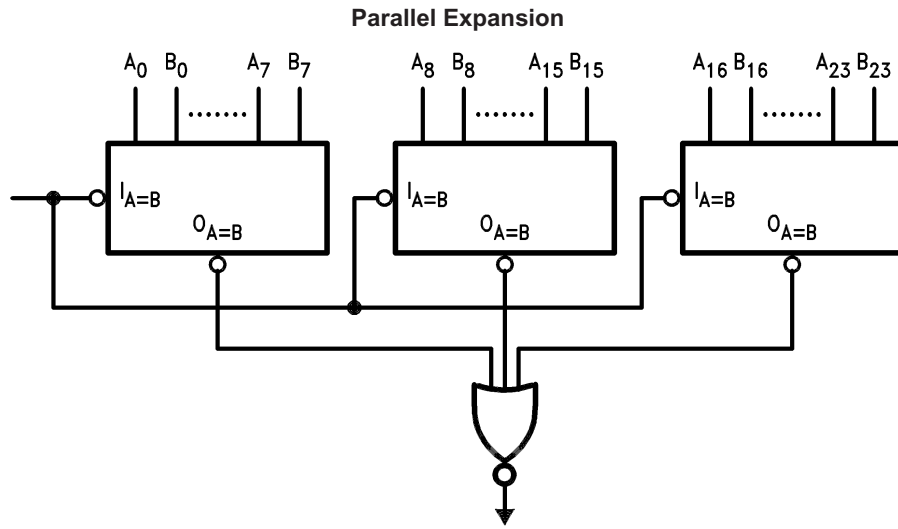 Parallel Expansion
A0 B0 ....... A7 B7 A8 B8 ....... A15 B15 A16 B16 ....... A23 B23
IA=B IA=B IA=B
OA=B OA=B OA=B